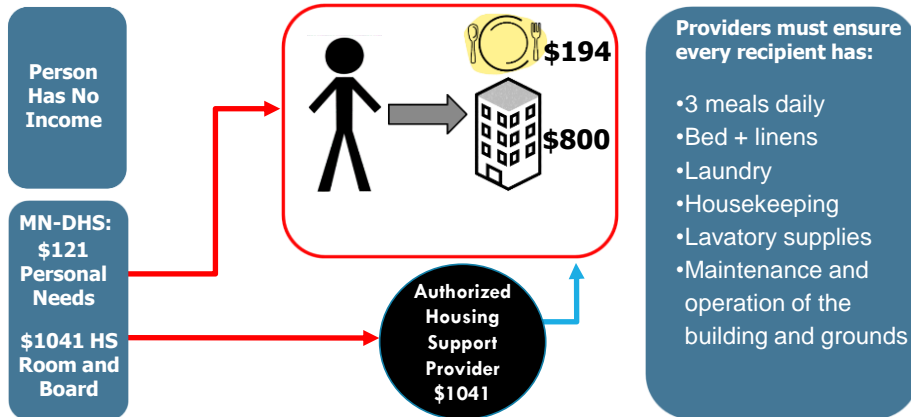 Person
Has No
Income
MN-DHS:
$121
Personal
Needs
$1041 HS
Room and
Board
$194
$800
Authorized
Housing
Support
Provider
$1041
Providers must ensure
every recipient has:
•3 meals daily
•Bed + linens
•Laundry
•Housekeeping
•Lavatory supplies
•Maintenance and
operation of the
building and grounds